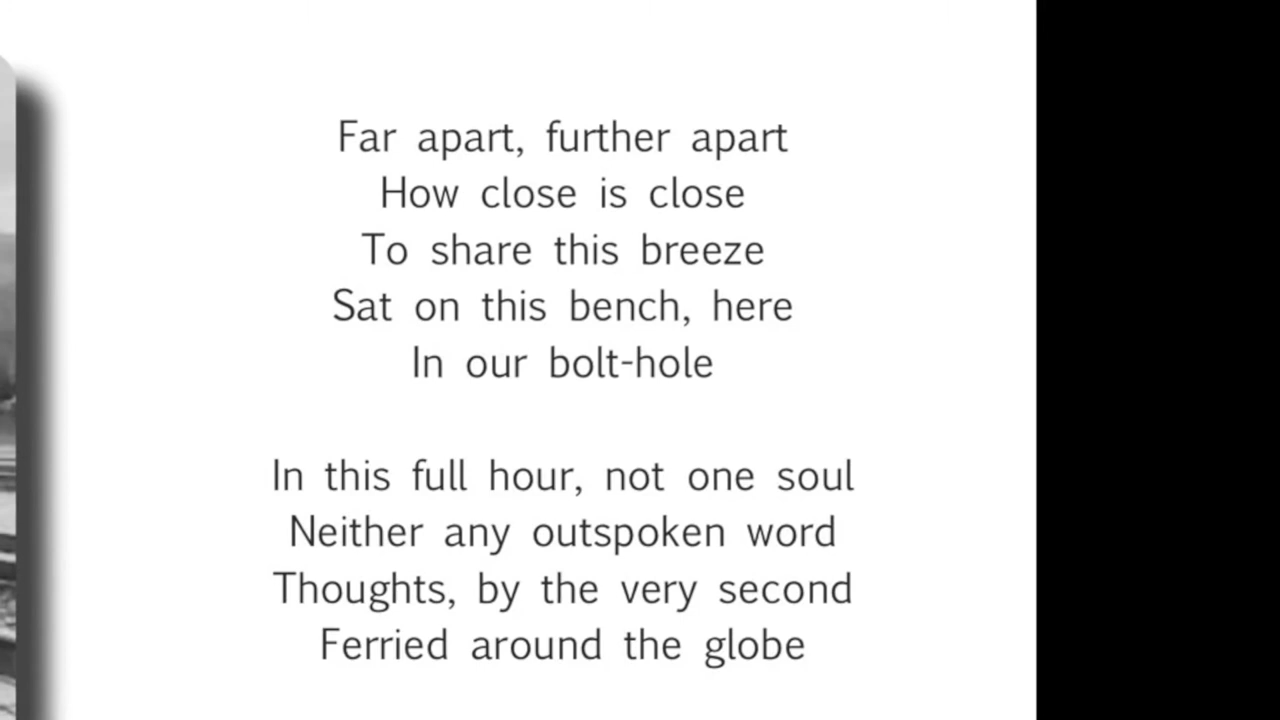 Far apart, further apart
How close is close
To share this breeze
Sat on this bench, here
In our bolt-hole
In this full hour, not one soul
Neither any outspoken word
Thoughts, by the very second
Ferried around the globe